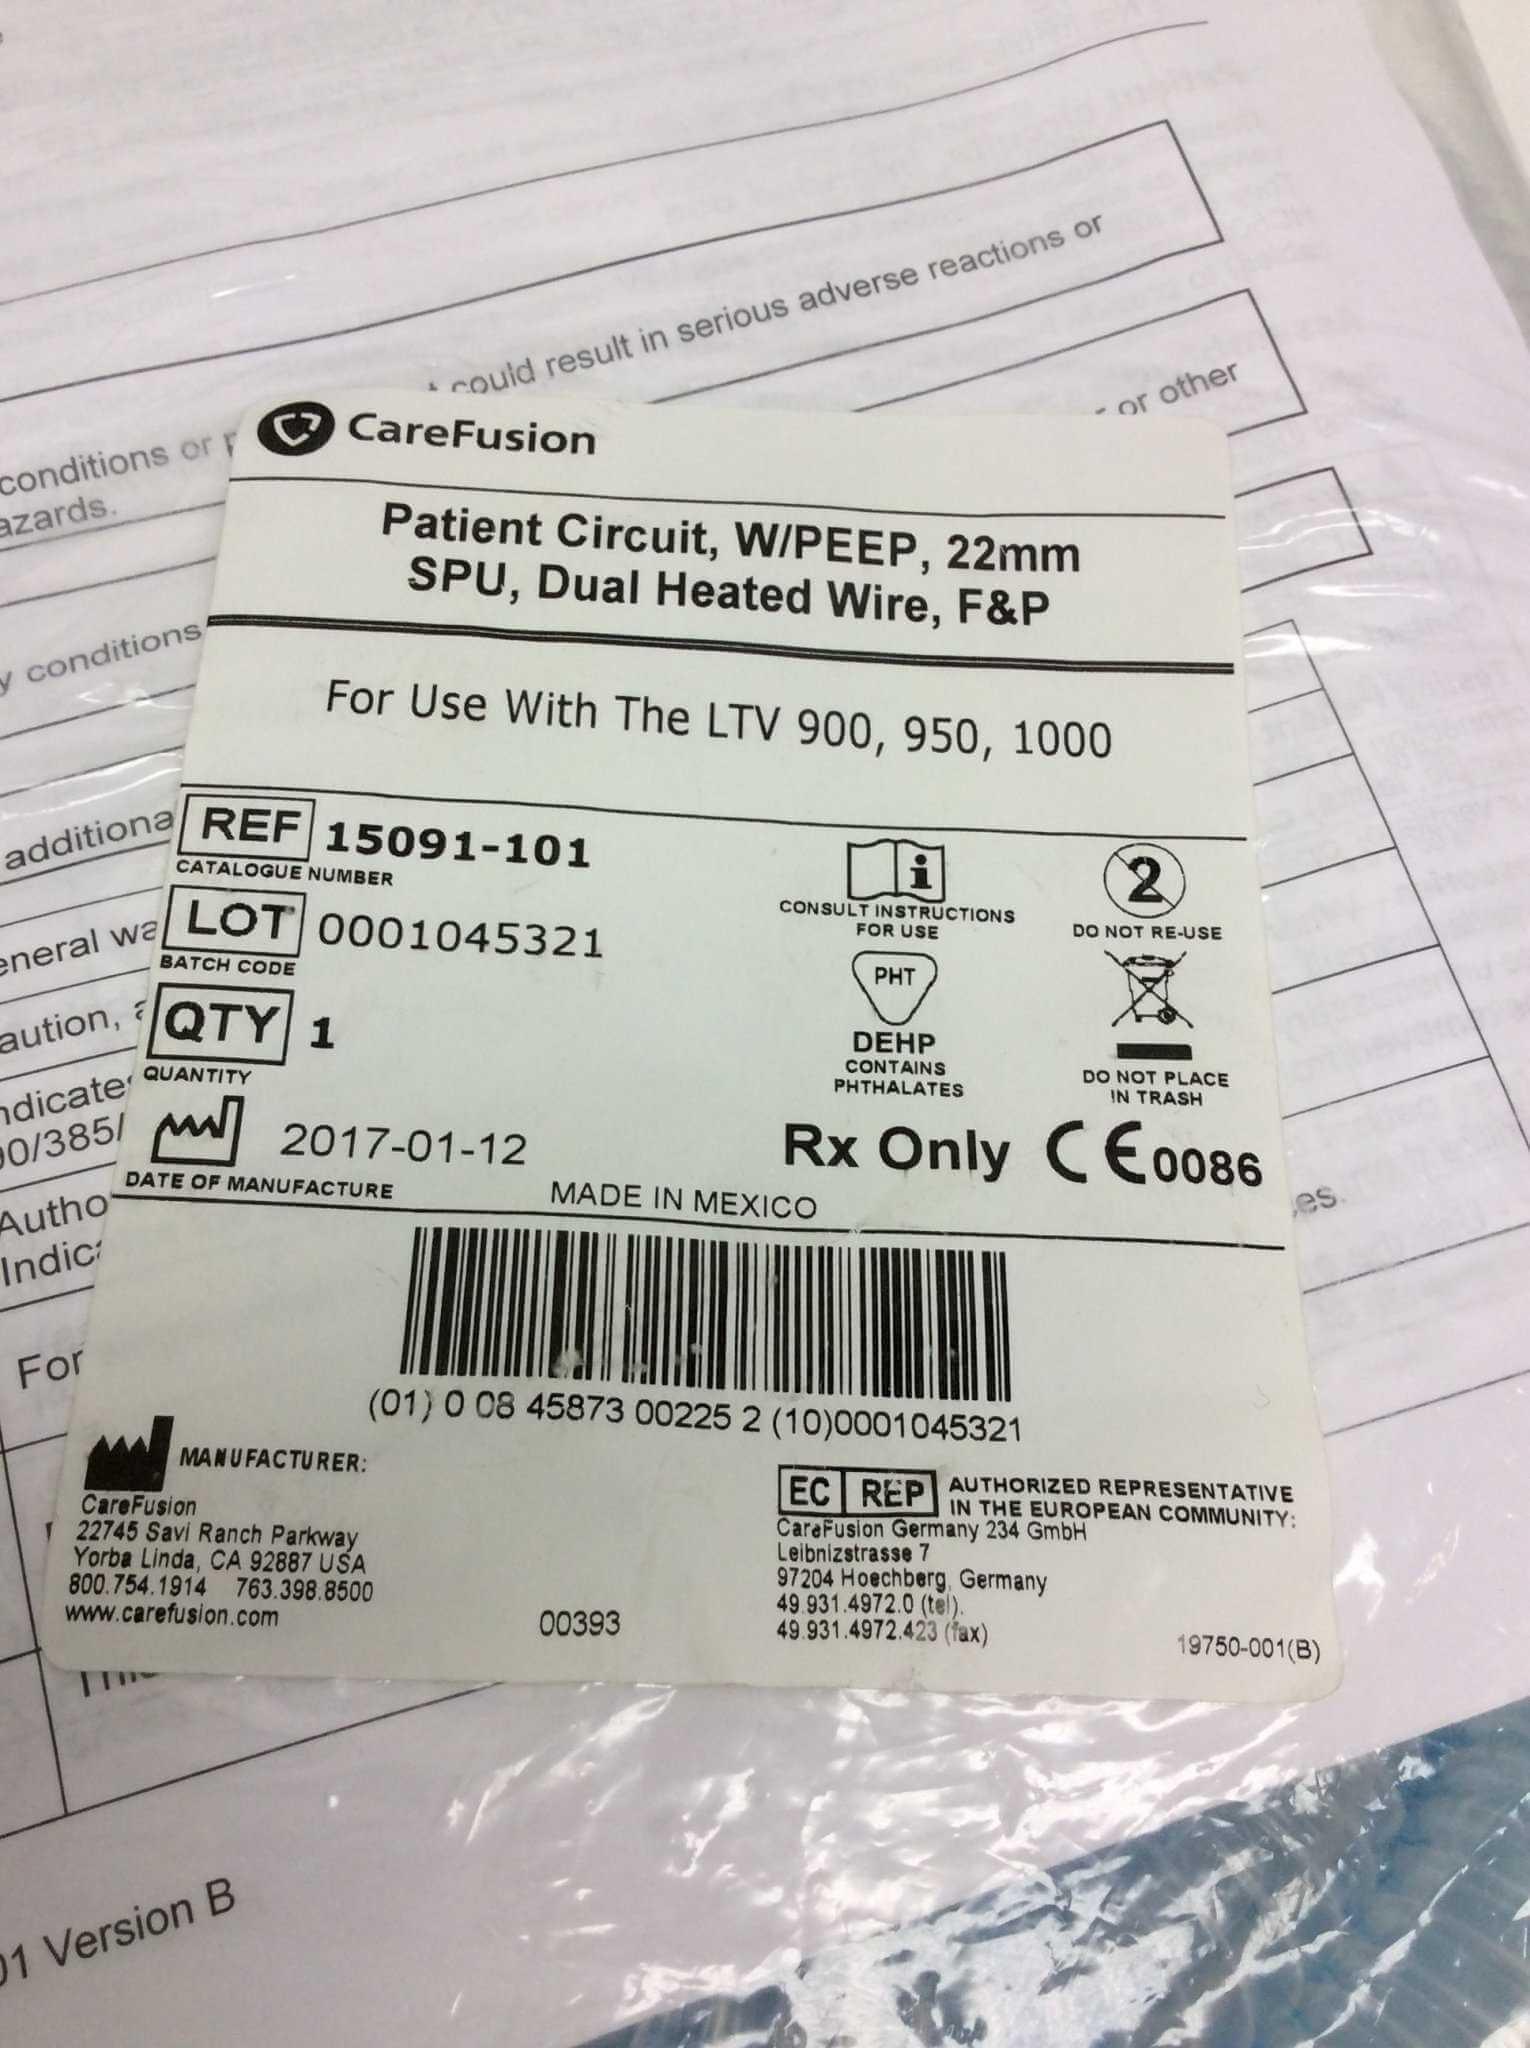 could result in serious adverse reactions or
or other
conditions or
azards.
y conditions
additiona
eneral wa
aution,
ndicate
00/385/
Autho
Indica
For
es.
CareFusion
Patient Circuit, W/PEEP, 22mm
SPU, Dual Heated Wire, F&P
For Use With The LTV 900, 950, 1000
REF 15091-101
CATALOGUE NUMBER
LOT 0001045321
BATCH CODE
QTY 1
QUANTITY
2017-01-12
DATE OF MANUFACTURE
MADE IN MEXICO
i
CONSULT INSTRUCTIONS
FOR USE
2
DO NOT RE-USE
PHT
DEHP
CONTAINS
PHTHALATES
DO NOT PLACE
IN TRASH
Rx Only CE0086
(01) 0 08 45873 00225 2 (10)0001045321
MANUFACTURER:
CareFusion
22745 Savi Ranch Parkway
Yorba Linda, CA 92887 USA
800.754.1914 763.398.8500
www.carefusion.com
00393
EC REP AUTHORIZED REPRESENTATIVE
IN THE EUROPEAN COMMUNITY:
CareFusion Germany 234 GmbH
Leibnizstrasse 7
97204 Hoechberg, Germany
49.931.4972.0 (tel).
49.931.4972.423 (fax)
19750-001(B)
01 Version B